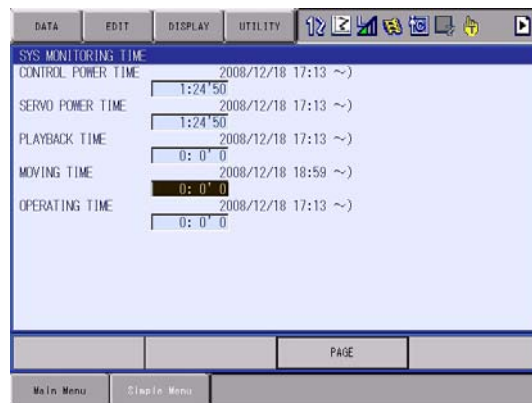 DATA EDIT DISPLAY UTILITY
SYS MONITORING TIME
CONTROL POWER TIME 2008/12/18 17:13 ~)
1:24'50
SERVO POWER TIME 2008/12/18 17:13 ~)
1:24'50
PLAYBACK TIME 2008/12/18 17:13 ~)
0: 0' 0
MOVING TIME 2008/12/18 18:59 ~)
0: 0' 0
OPERATING TIME 2008/12/18 17:13 ~)
0: 0' 0
PAGE
Main Menu Simple Menu